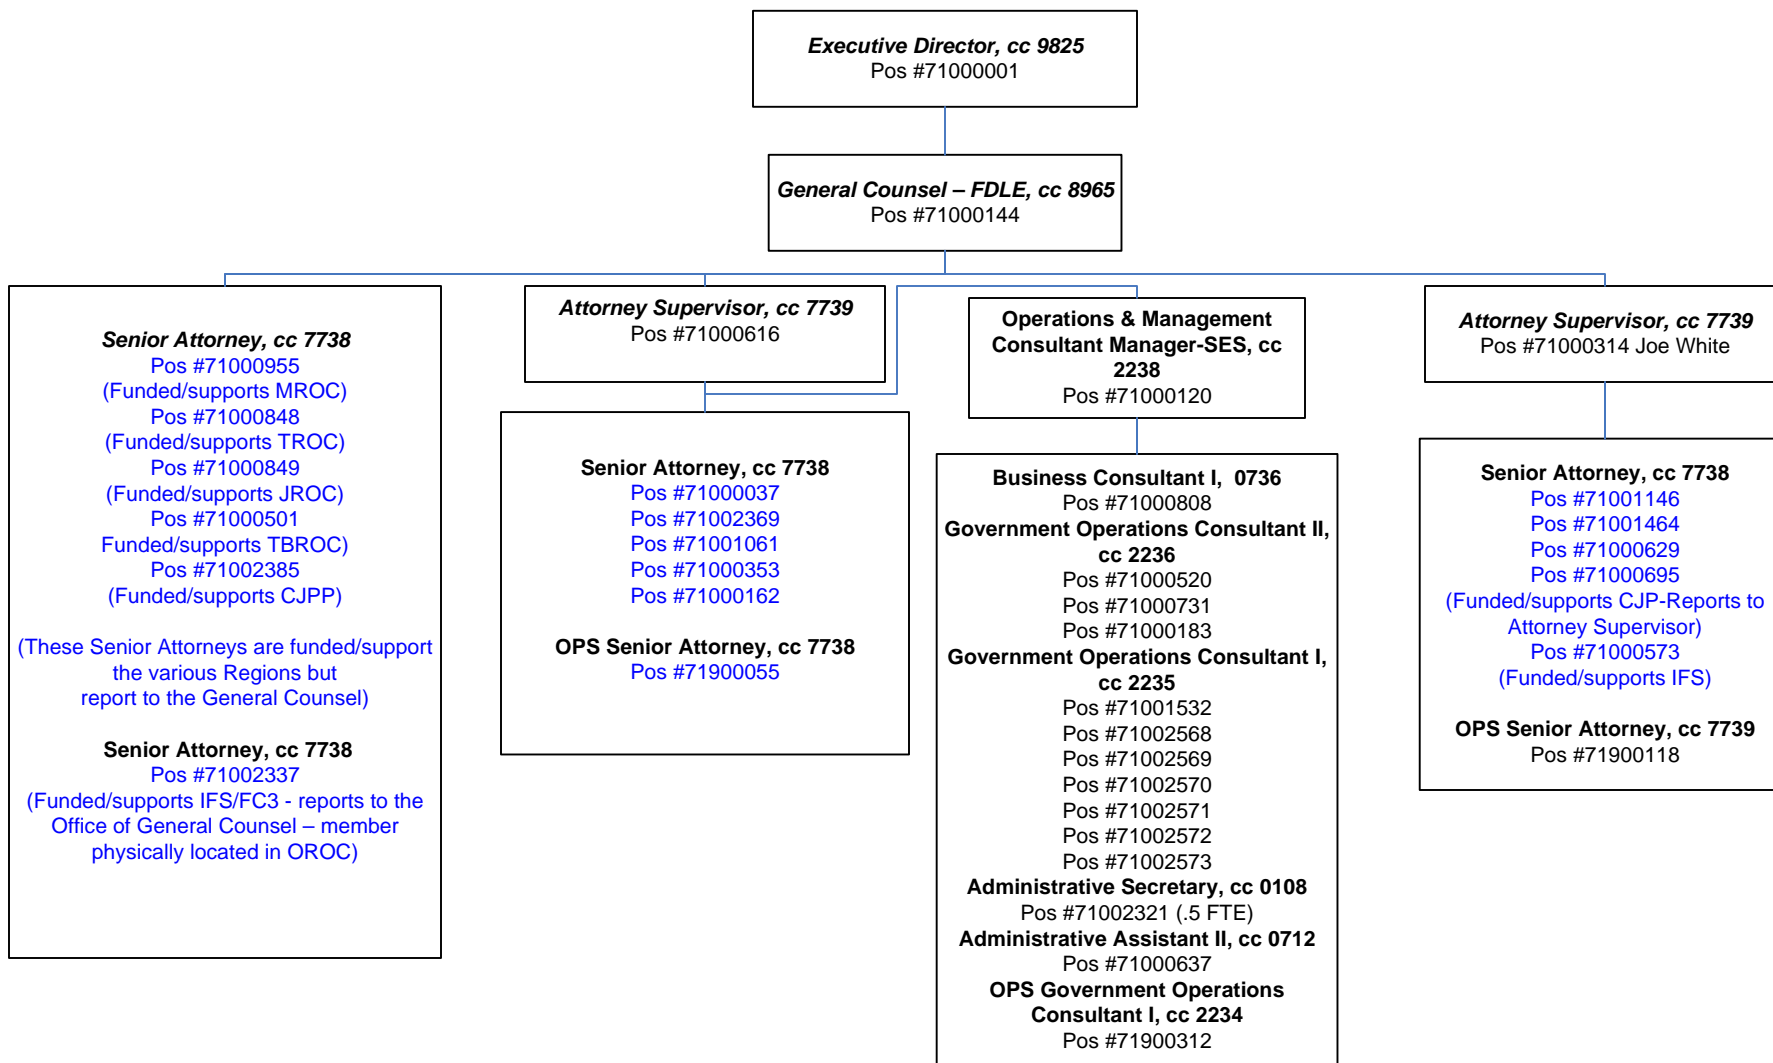 Executive Director, cc 9825
Pos #71000001
General Counsel – FDLE, cc 8965
Pos #71000144
Senior Attorney, cc 7738
Pos #71000955
(Funded/supports MROC)
Pos #71000848
(Funded/supports TROC)
Pos #71000849
(Funded/supports JROC)
Pos #71000501
Funded/supports TBROC)
Pos #71002385
(Funded/supports CJPP)
(These Senior Attorneys are funded/support
the various Regions but
report to the General Counsel)
Senior Attorney, cc 7738
Pos #71002337
(Funded/supports IFS/FC3 - reports to the
Office of General Counsel – member
physically located in OROC)
Attorney Supervisor, cc 7739
Pos #71000616
Senior Attorney, cc 7738
Pos #71000037
Pos #71002369
Pos #71001061
Pos #71000353
Pos #71000162
OPS Senior Attorney, cc 7738
Pos #71900055
Operations & Management
Consultant Manager-SES, cc
2238
Pos #71000120
Business Consultant I,  0736
Pos #71000808
Government Operations Consultant II,
cc 2236
Pos #71000520
Pos #71000731
Pos #71000183
Government Operations Consultant I,
cc 2235
Pos #71001532
Pos #71002568
Pos #71002569
Pos #71002570
Pos #71002571
Pos #71002572
Pos #71002573
Administrative Secretary, cc 0108
Pos #71002321 (.5 FTE)
Administrative Assistant II, cc 0712
Pos #71000637
OPS Government Operations
Consultant I, cc 2234
Pos #71900312
Attorney Supervisor, cc 7739
Pos #71000314 Joe White
Senior Attorney, cc 7738
Pos #71001146
Pos #71001464
Pos #71000629
Pos #71000695
(Funded/supports CJP-Reports to
Attorney Supervisor)
Pos #71000573
(Funded/supports IFS)
OPS Senior Attorney, cc 7739
Pos #71900118